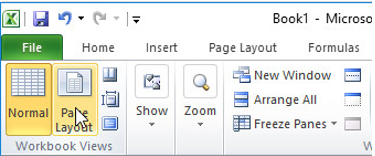 Book1 - Microso
File Home Insert Page Layout Formulas
Normal
Page
Layout
Show
Zoom
New Window
Arrange All
Freeze Panes
Workbook Views